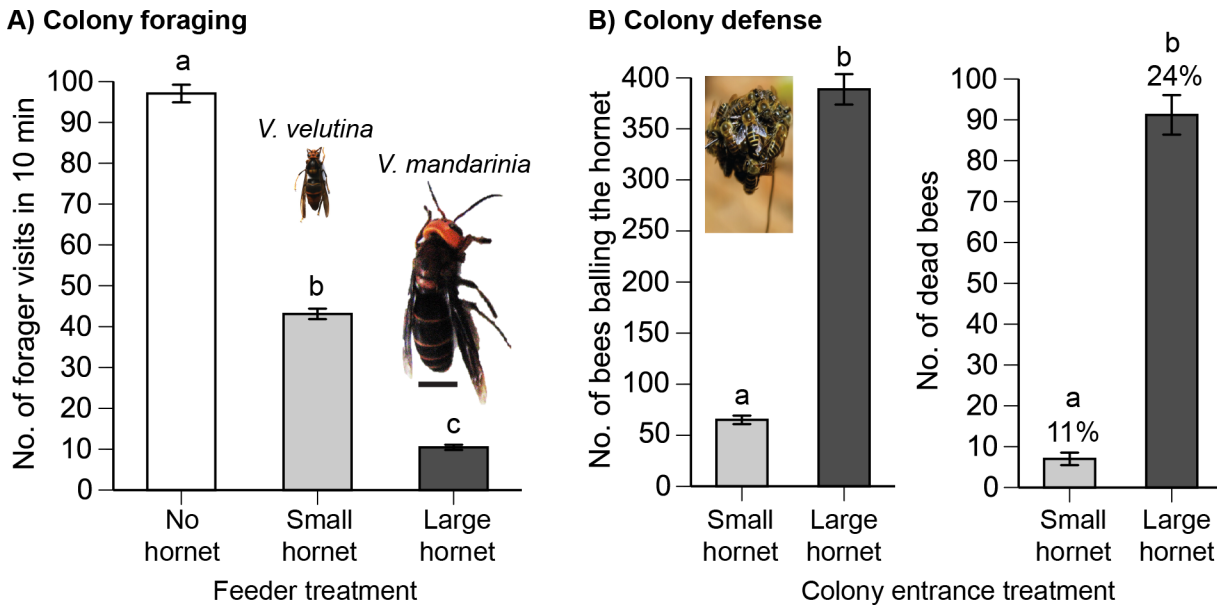 A) Colony foraging
No. of forager visits in 10 min
100
90
80
70
60
50
40
30
20
10
0
a
b
c
V. velutina
V. mandarinia
No hornet
Small hornet
Large hornet
Feeder treatment
B) Colony defense
No. of bees balling the hornet
400
350
300
250
200
150
100
50
0
a
b
Small hornet
Large hornet
No. of dead bees
100
90
80
70
60
50
40
30
20
10
0
a
11%
b
24%
Small hornet
Large hornet
Colony entrance treatment